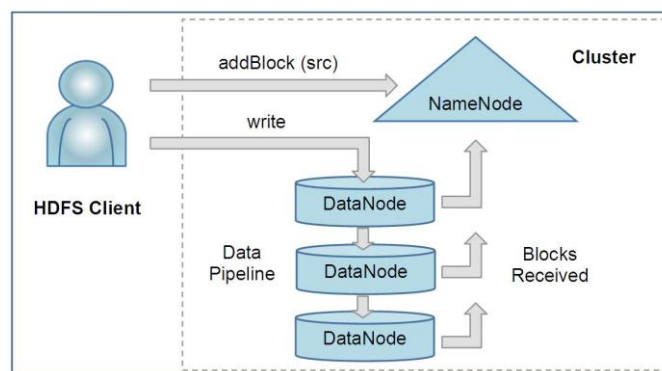 addBlock (src)
Cluster
NameNode
write
HDFS Client
DataNode
Data
Pipeline
DataNode
Blocks
Received
DataNode